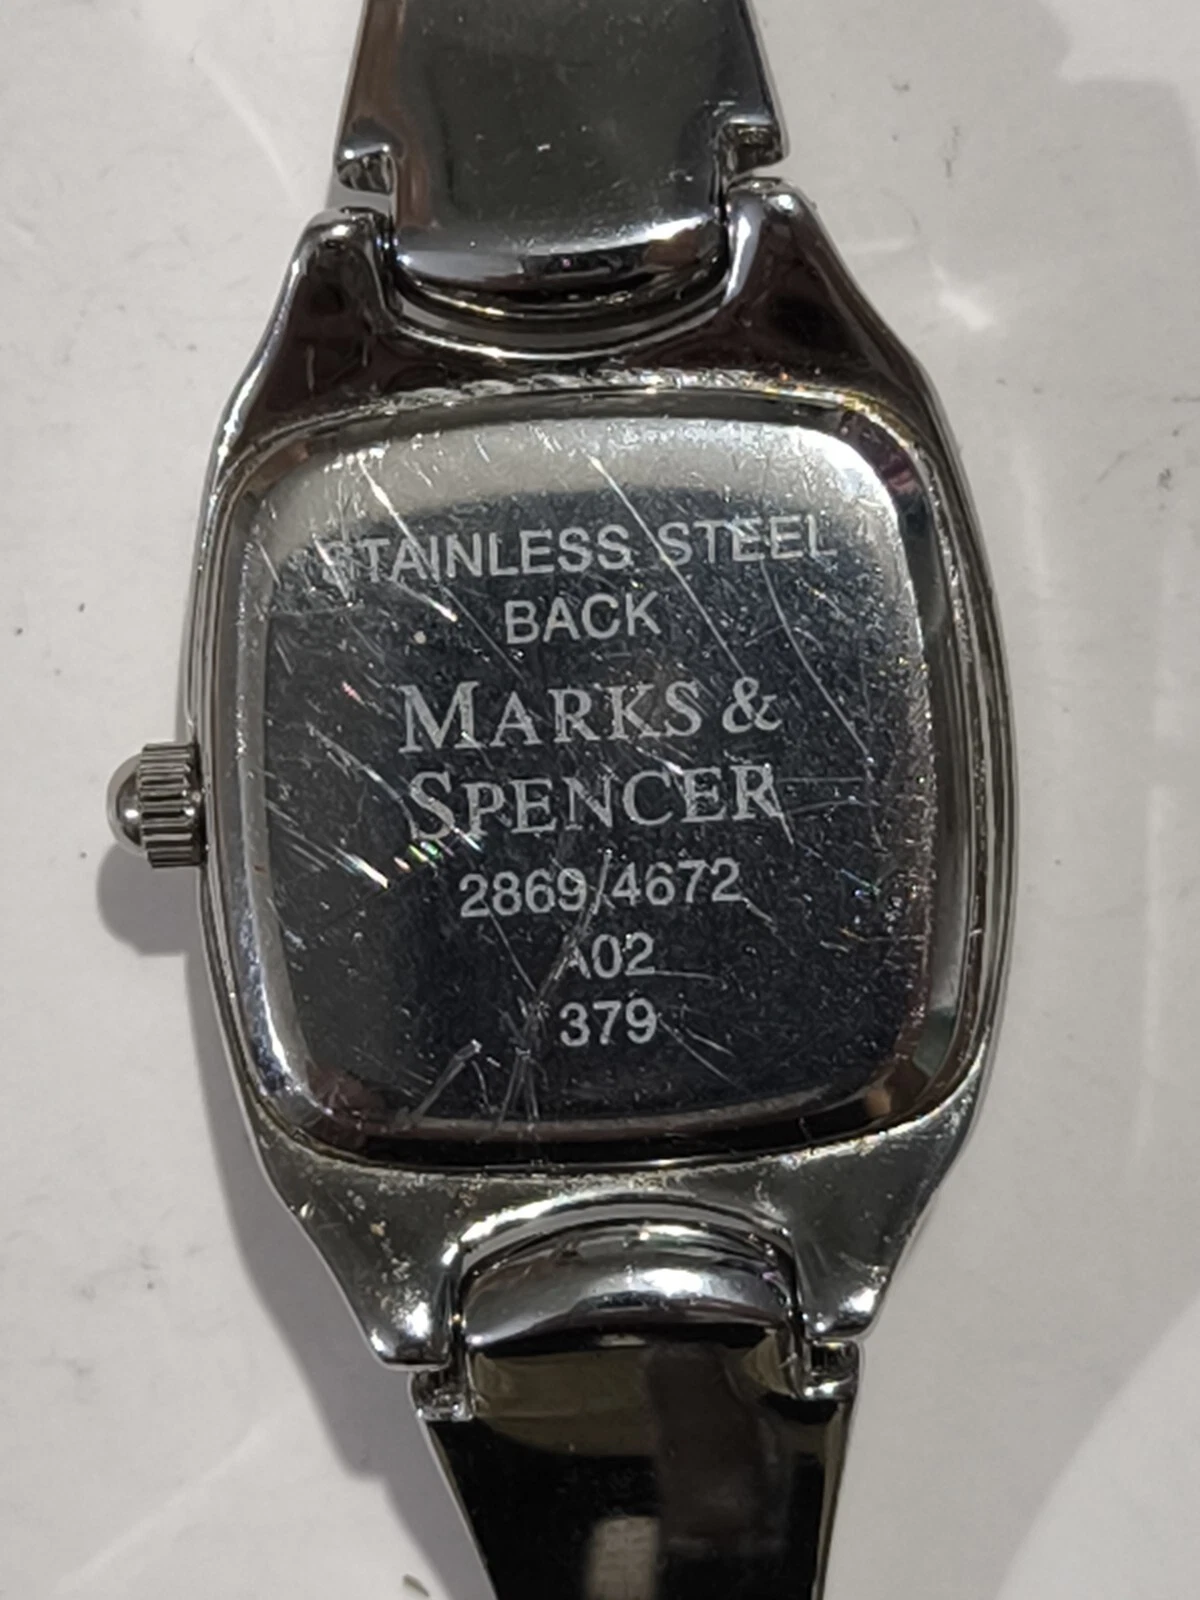 STAINLESS STEEL
BACK
MARKS &
SPENCER
2869/4672
A02
379